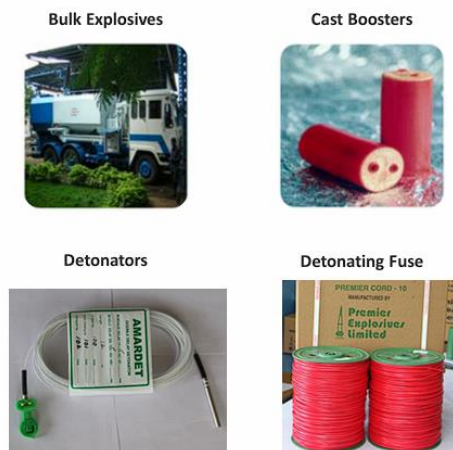 Bulk Explosives
Cast Boosters
Detonators
Detonating Fuse
AMARDET
PREMIER CORD - 10
MANUFACTURED BY
Premier
Explosives
Limited